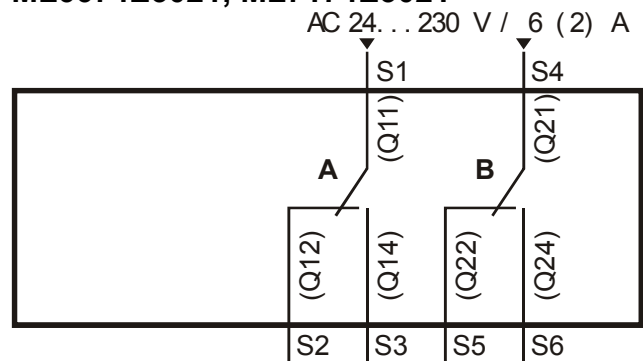 AC 24...230 V / 6 (2) A
S1 S4
(Q11) (Q21)
A B
(Q12) (Q14) (Q22) (Q24)
S2 S3 S5 S6